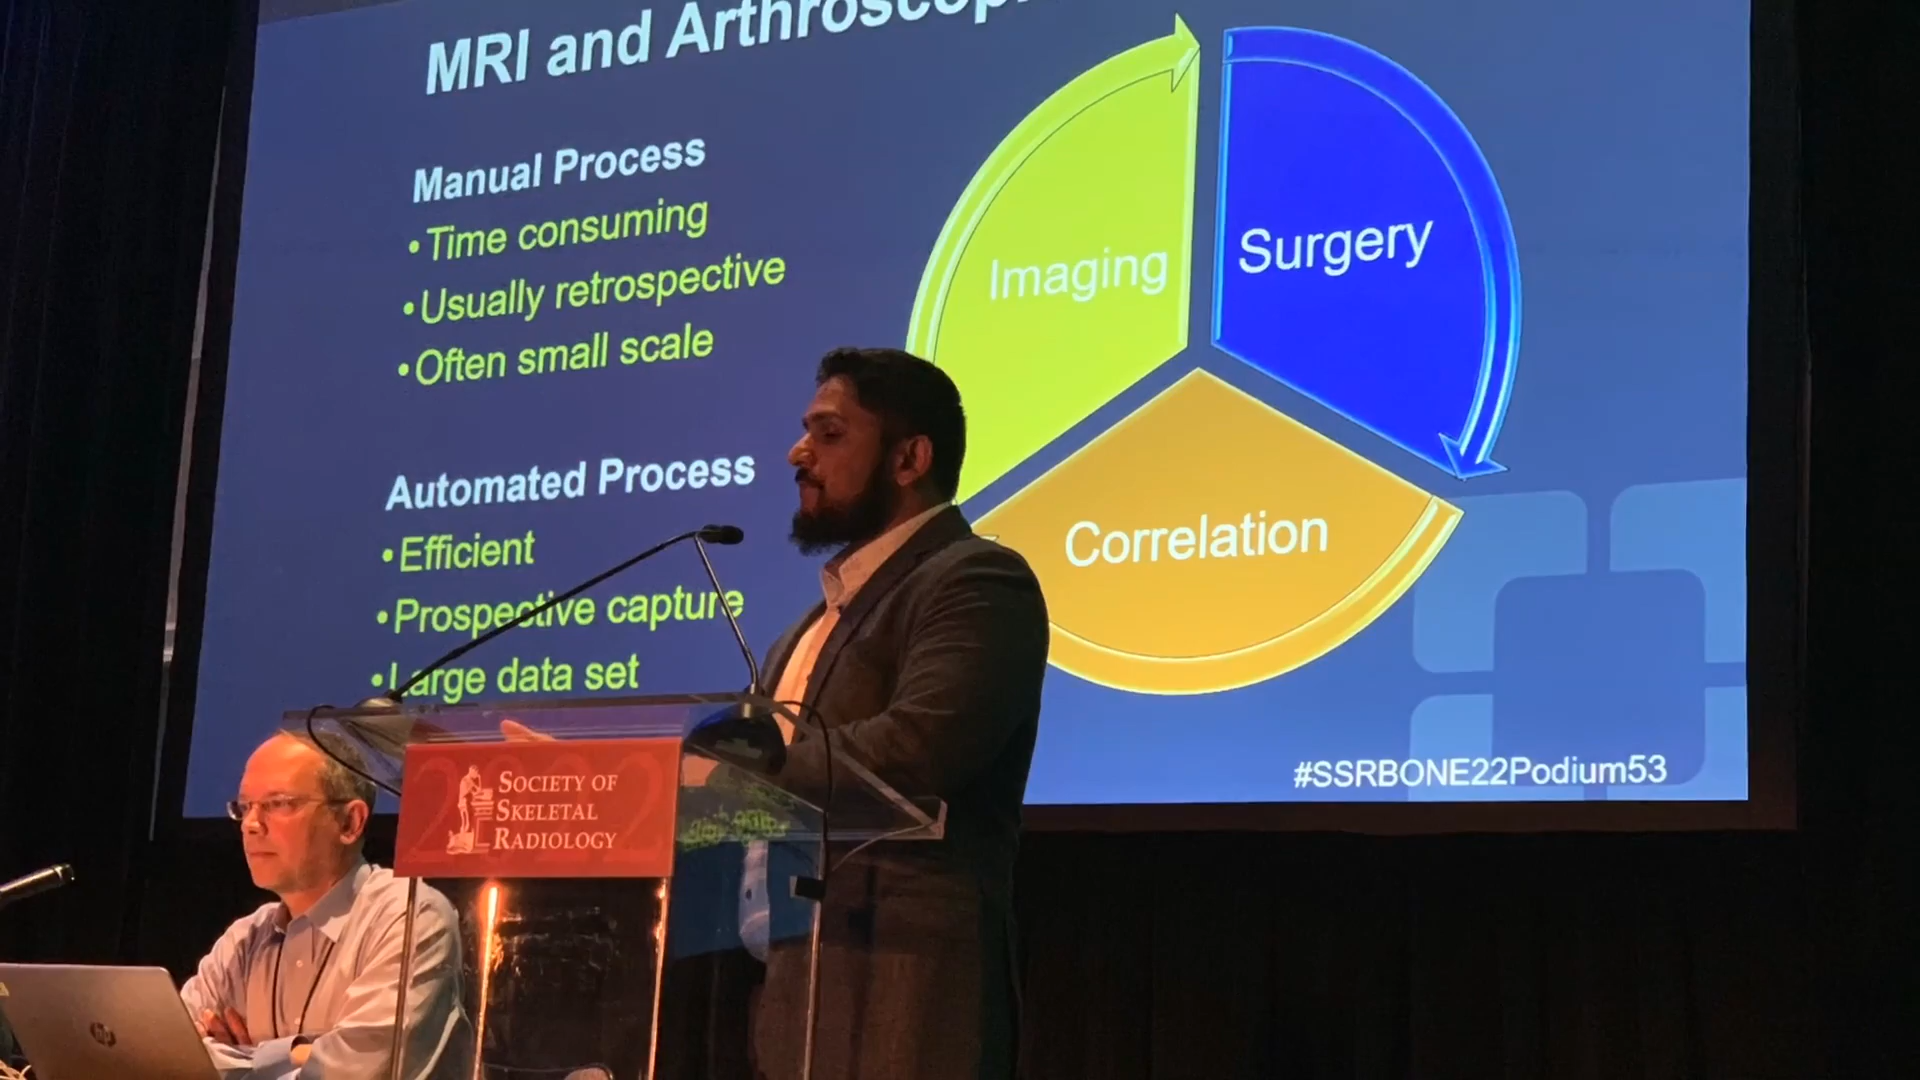 MRI and
Manual Process
• Time consuming
• Usually retrospective
• Often small scale
Automated Process
• Efficient
• Prospective capture
• Large data set
Imaging
Surgery
Correlation
#SSRBONE22Podium53
SOCIETY OF
SKELETAL
RADIOLOGY
hp